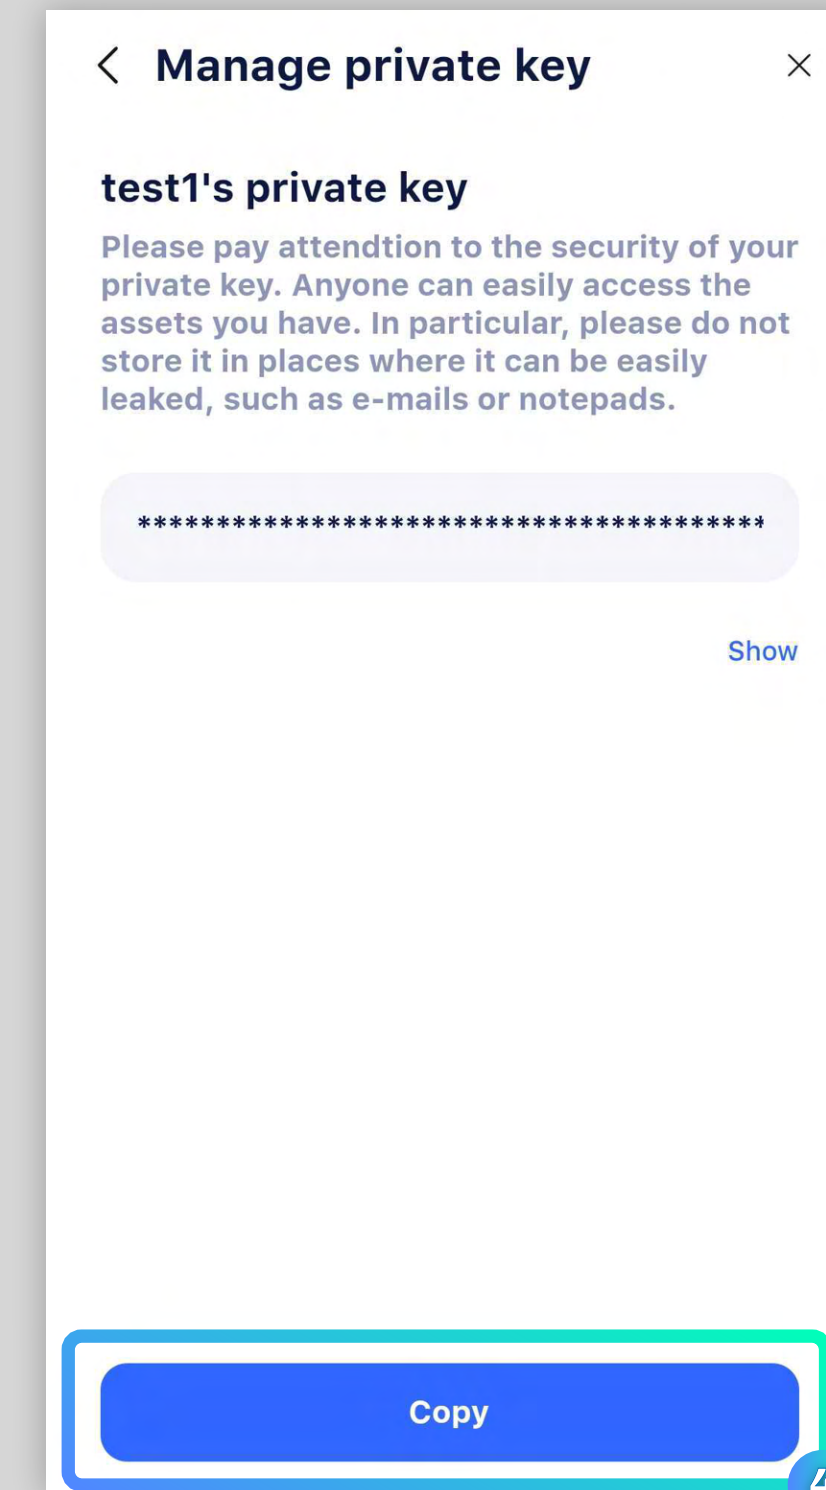 Manage private key
test1's private key
Please pay attendtion to the security of your
private key. Anyone can easily access the
assets you have. In particular, please do not
store it in places where it can be easily
leaked, such as e-mails or notepads.
****************************************
Show
Copy